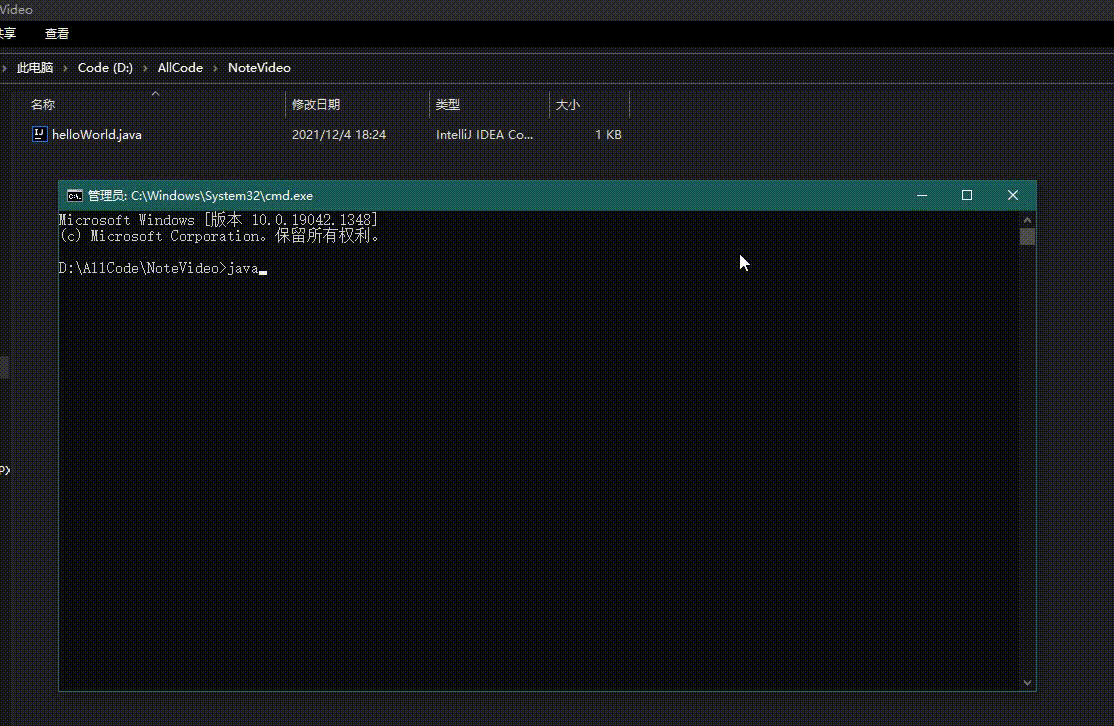 Video
共享
查看
此电脑 › Code (D:) › AllCode › NoteVideo
名称 修改日期 类型 大小
helloWorld.java 2021/12/4 18:24 IntelliJ IDEA Co... 1 KB
管理员: C:\Windows\System32\cmd.exe
Microsoft Windows [版本 10.0.19042.1348]
(c) Microsoft Corporation。保留所有权利。
D:\AllCode\NoteVideo>java